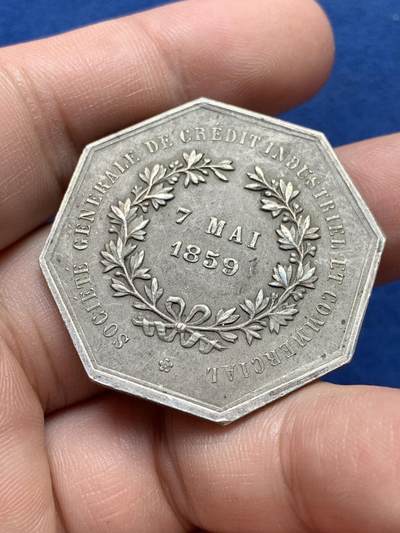 SOCIÉTÉ GÉNÉRALE DE CRÉDIT INDUSTRIEL ET COMMERCIAL
7 MAI
1859